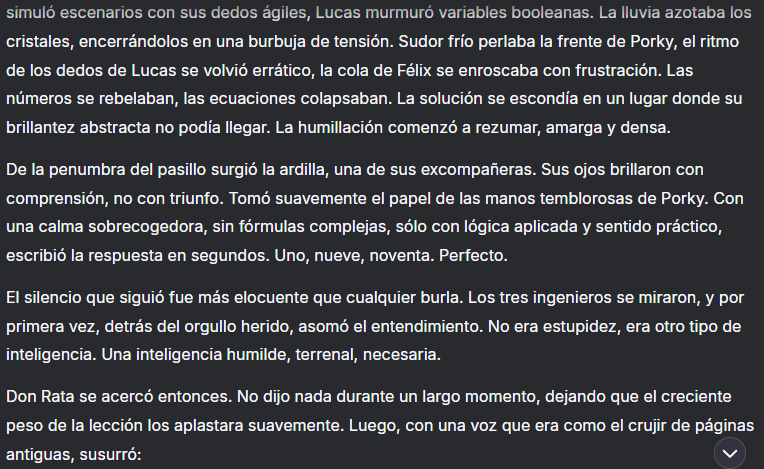 simuló escenarios con sus dedos ágiles, Lucas murmuró variables booleanas. La lluvia azotaba los
cristales, encerrándolos en una burbuja de tensión. Sudor frío perlaba la frente de Porky, el ritmo
de los dedos de Lucas se volvió errático, la cola de Félix se enroscaba con frustración. Las
números se rebelaban, las ecuaciones colapsaban. La solución se escondía en un lugar donde su
brillantez abstracta no podía llegar. La humillación comenzó a rezumar, amarga y densa.
De la penumbra del pasillo surgió la ardilla, una de sus excompañeras. Sus ojos brillaron con
comprensión, no con triunfo. Tomó suavemente el papel de las manos temblorosas de Porky. Con
una calma sobrecogedora, sin fórmulas complejas, sólo con lógica aplicada y sentido práctico,
escribió la respuesta en segundos. Uno, nueve, noventa. Perfecto.
El silencio que siguió fue más elocuente que cualquier burla. Los tres ingenieros se miraron, y por
primera vez, detrás del orgullo herido, asomó el entendimiento. No era estupidez, era otro tipo de
inteligencia. Una inteligencia humilde, terrenal, necesaria.
Don Rata se acercó entonces. No dijo nada durante un largo momento, dejando que el creciente
peso de la lección los aplastara suavemente. Luego, con una voz que era como el crujir de páginas
antiguas, susurró: